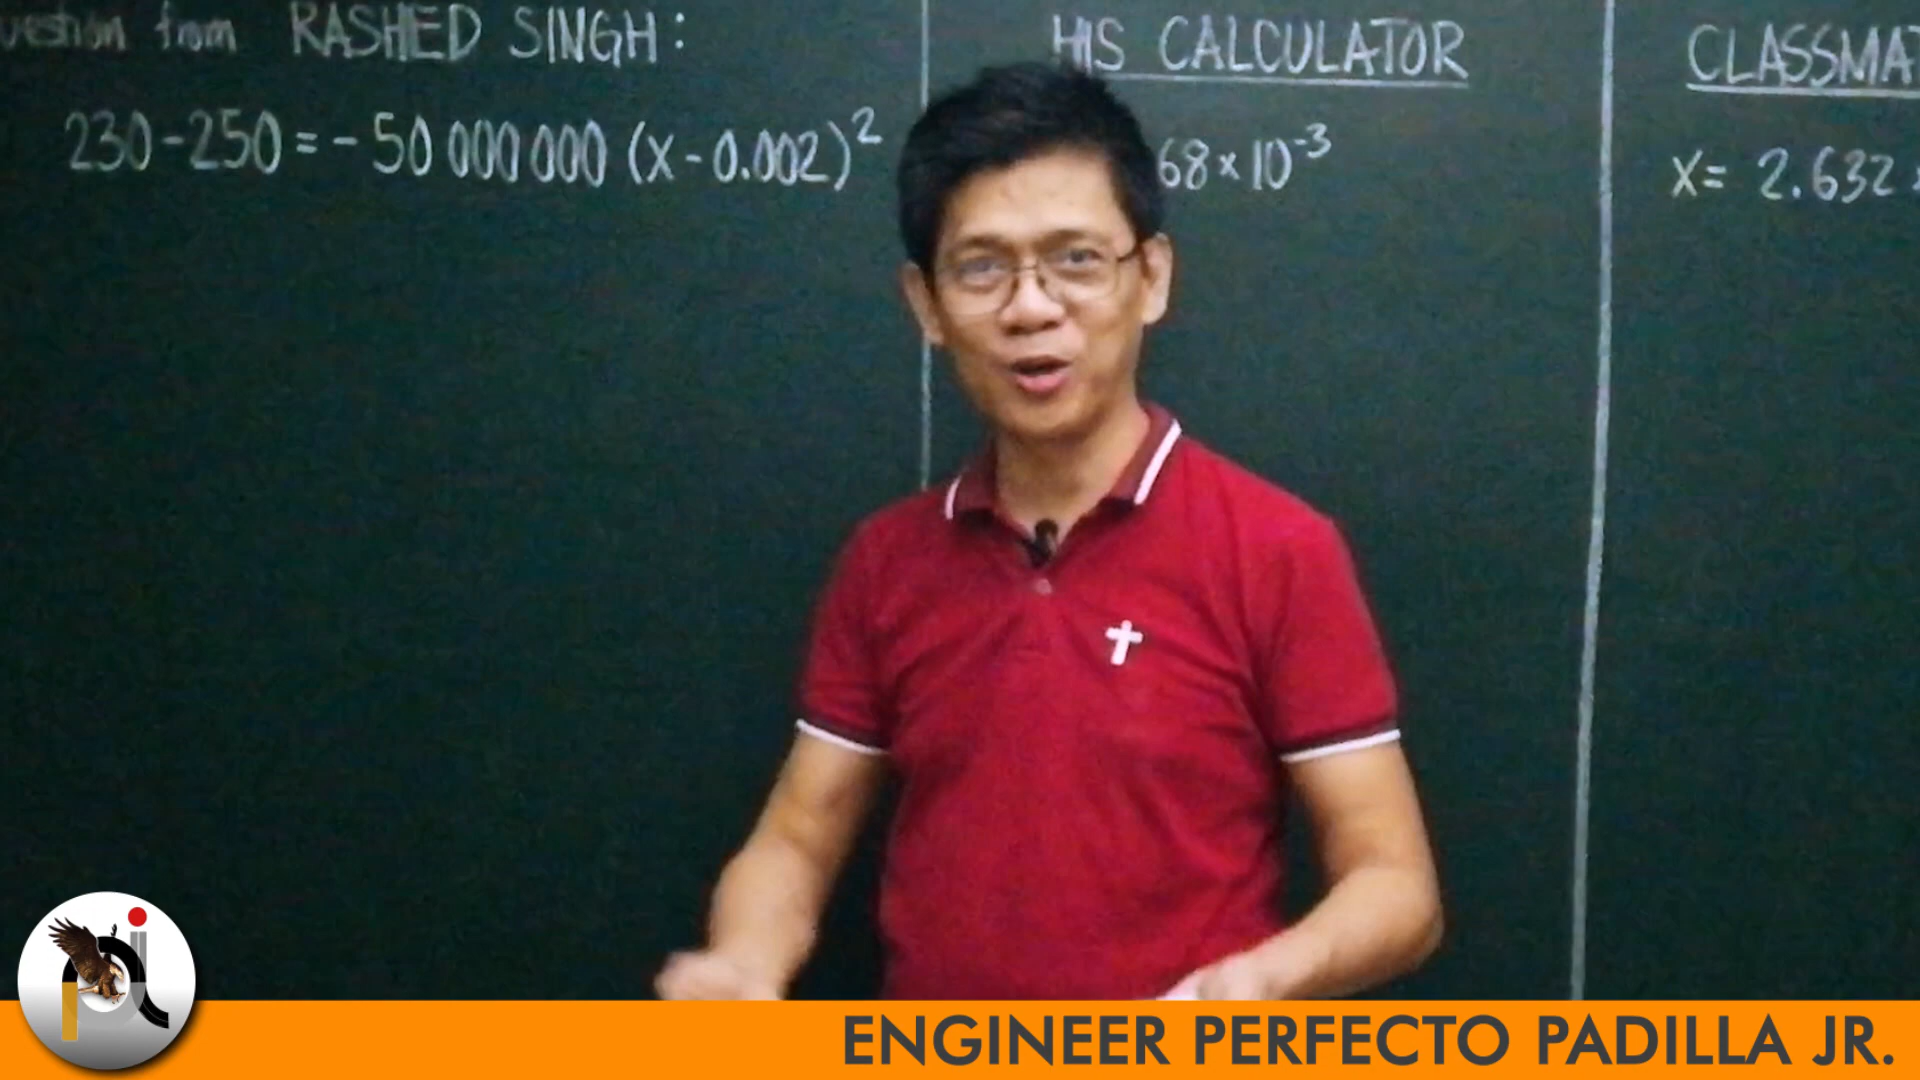 from RASHED SINGH:
230-250 = -50 000 000 (x - 0.002)²
HIS CALCULATOR
68 × 10⁻³
x = 2.632
ENGINEER PERFECTO PADILLA JR.